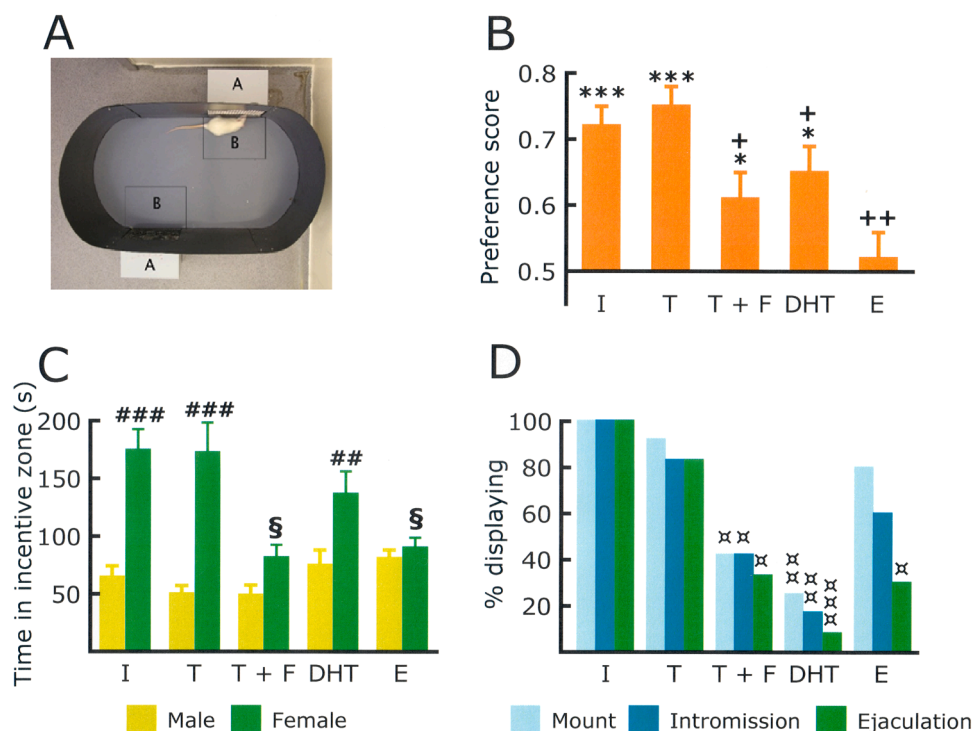 A
A
B
B
A
B
Preference score
0.8
0.7
0.6
0.5
***
***
+
*
+
*
++
I T T + F DHT E
C
Time in incentive zone (s)
200
150
100
50
###
###
§
##
§
I T T + F DHT E
Male Female
D
% displaying
100
80
60
40
20
¤ ¤ ¤
¤¤ ¤¤ ¤¤¤
¤
I T T + F DHT E
Mount Intromission Ejaculation